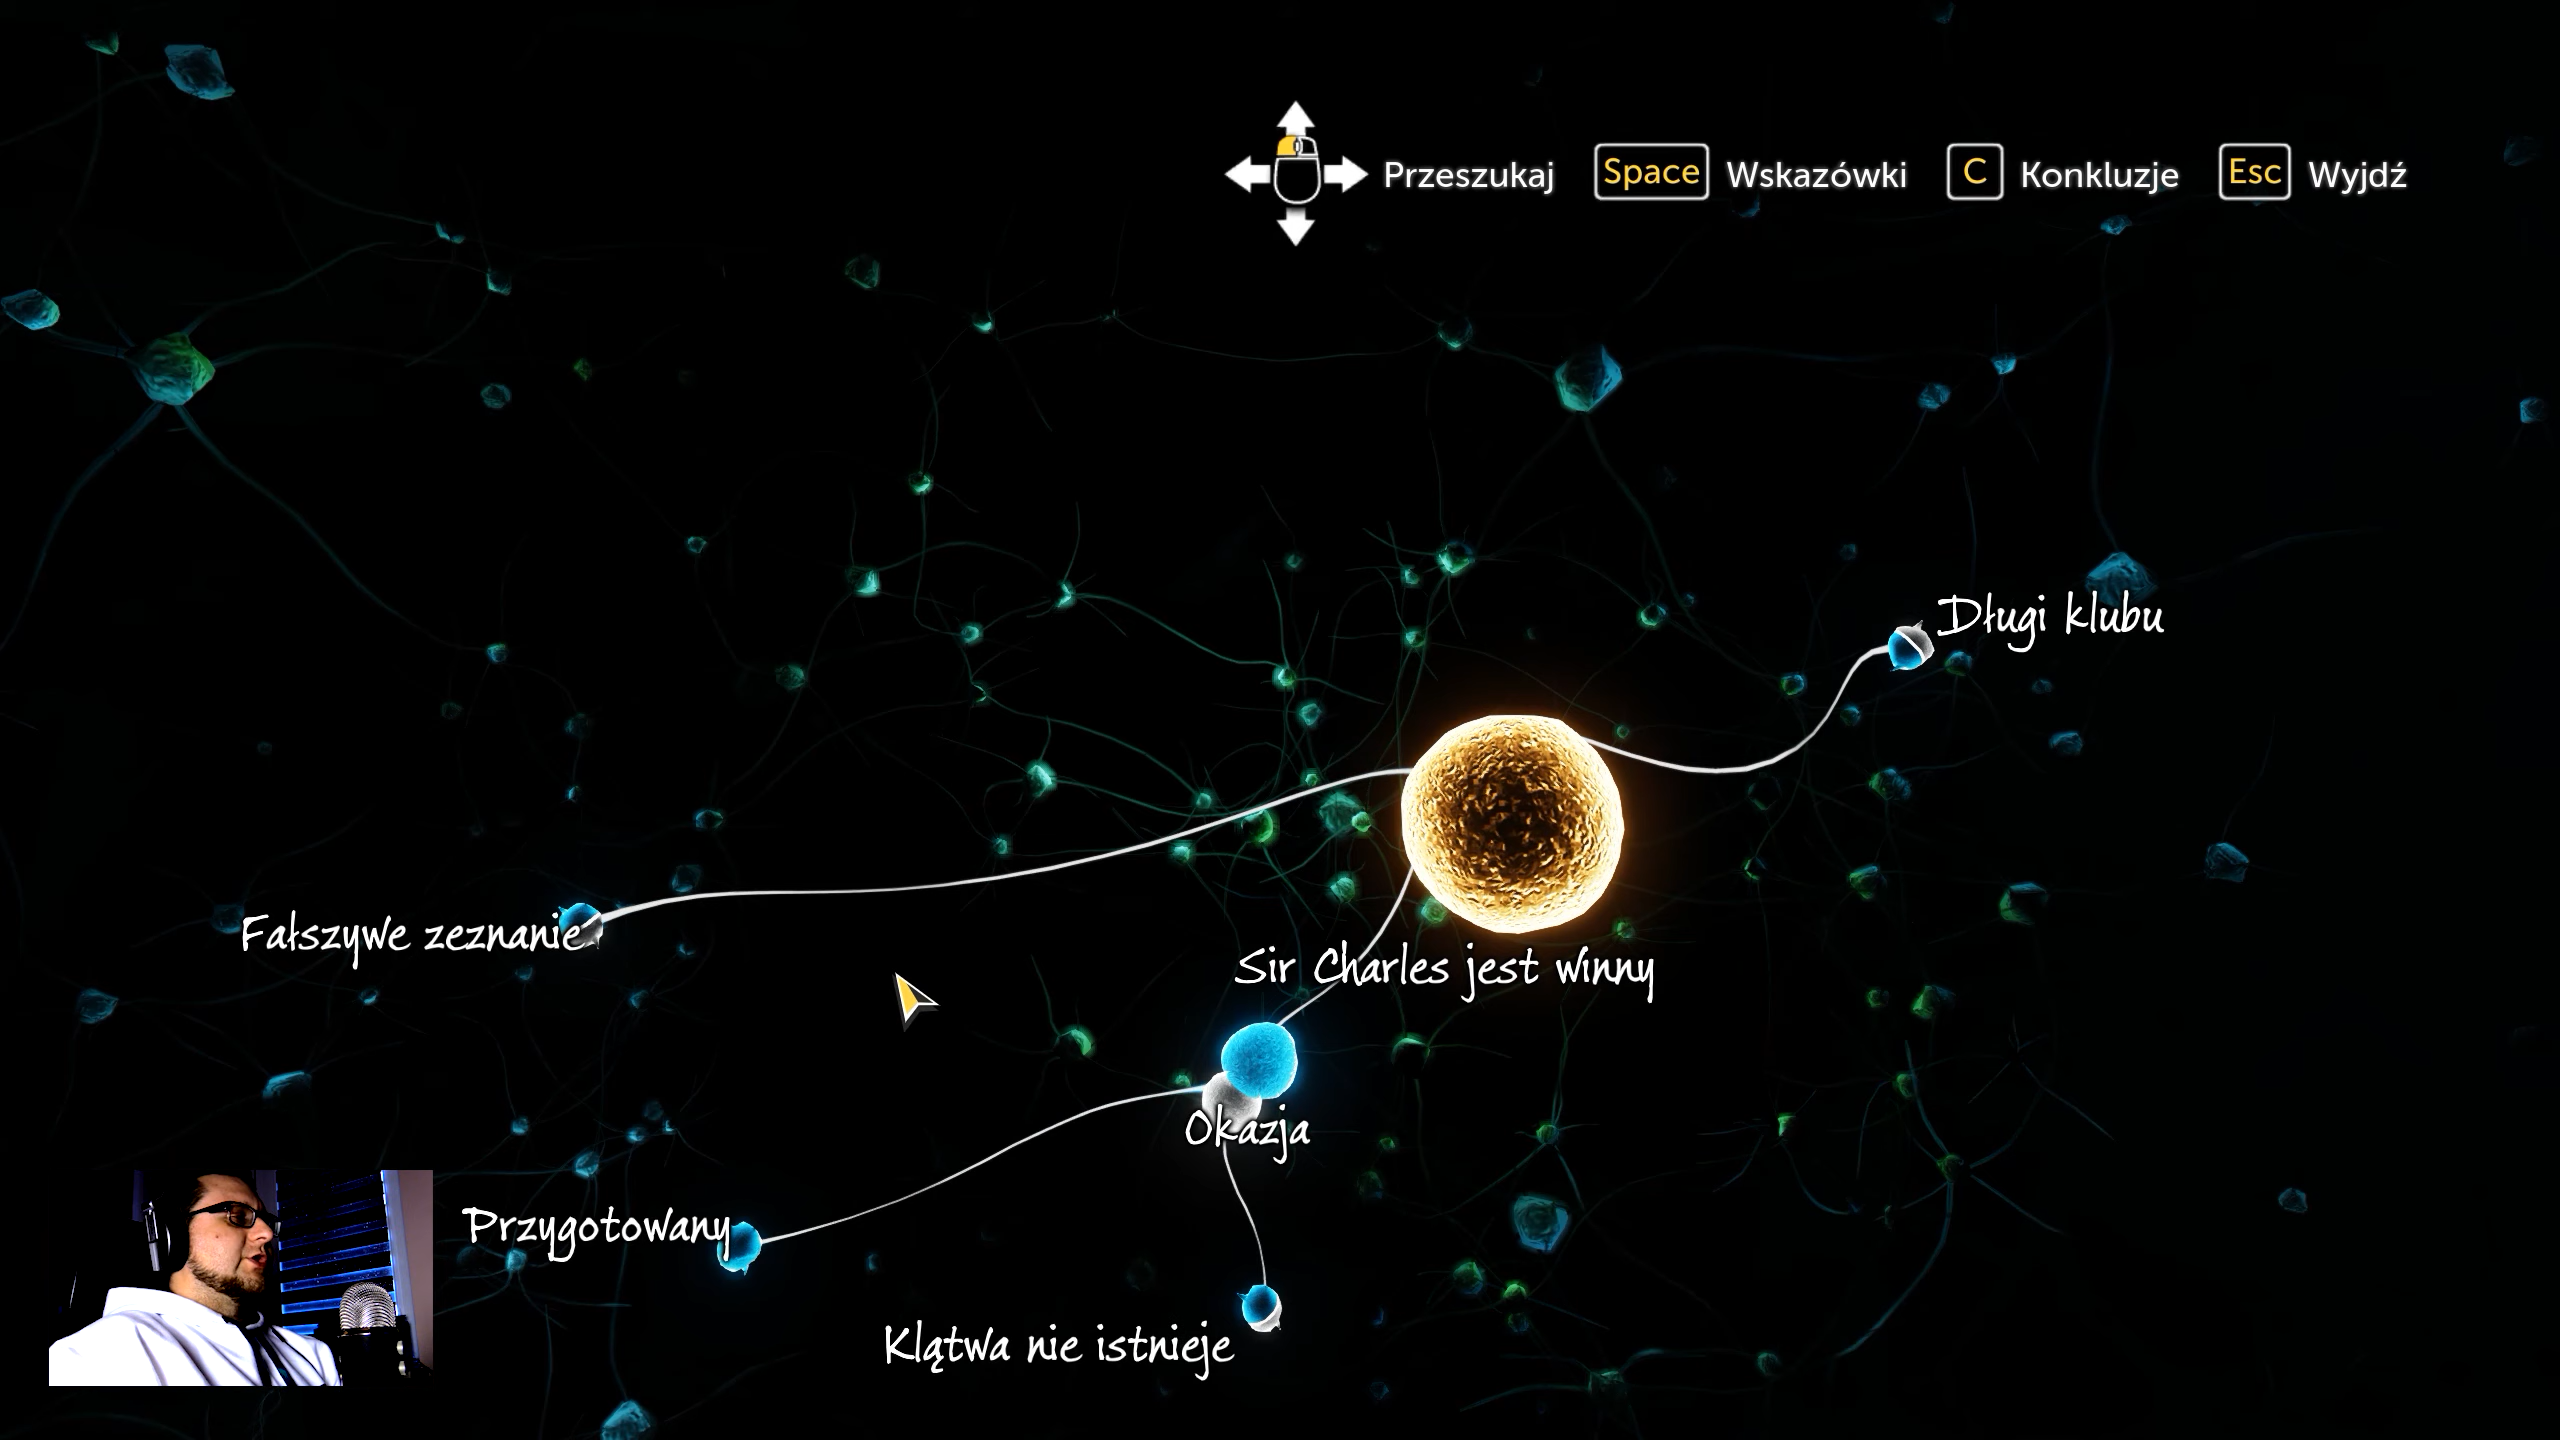 Przeszukaj Space Wskazówki C Konkluzje Esc Wyjdź
Długi klubu
Fałszywe zeznanie
Sir Charles jest winny
Okazja
Przygotowany
Klątwa nie istnieje